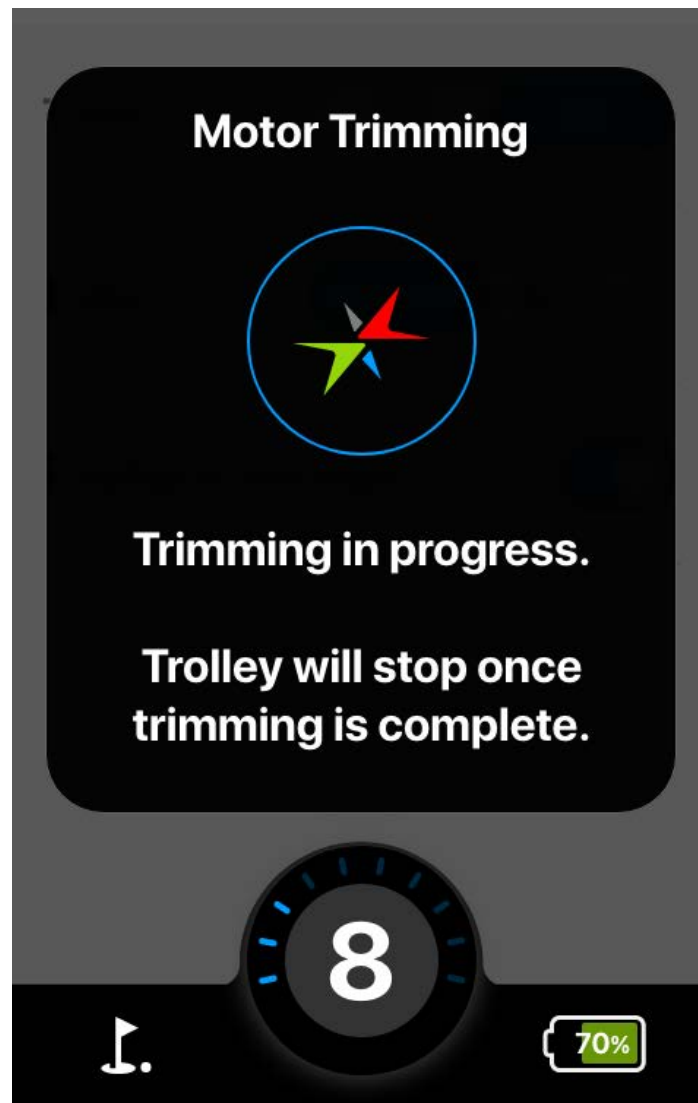 Motor Trimming
Trimming in progress.
Trolley will stop once
trimming is complete.
8
70%